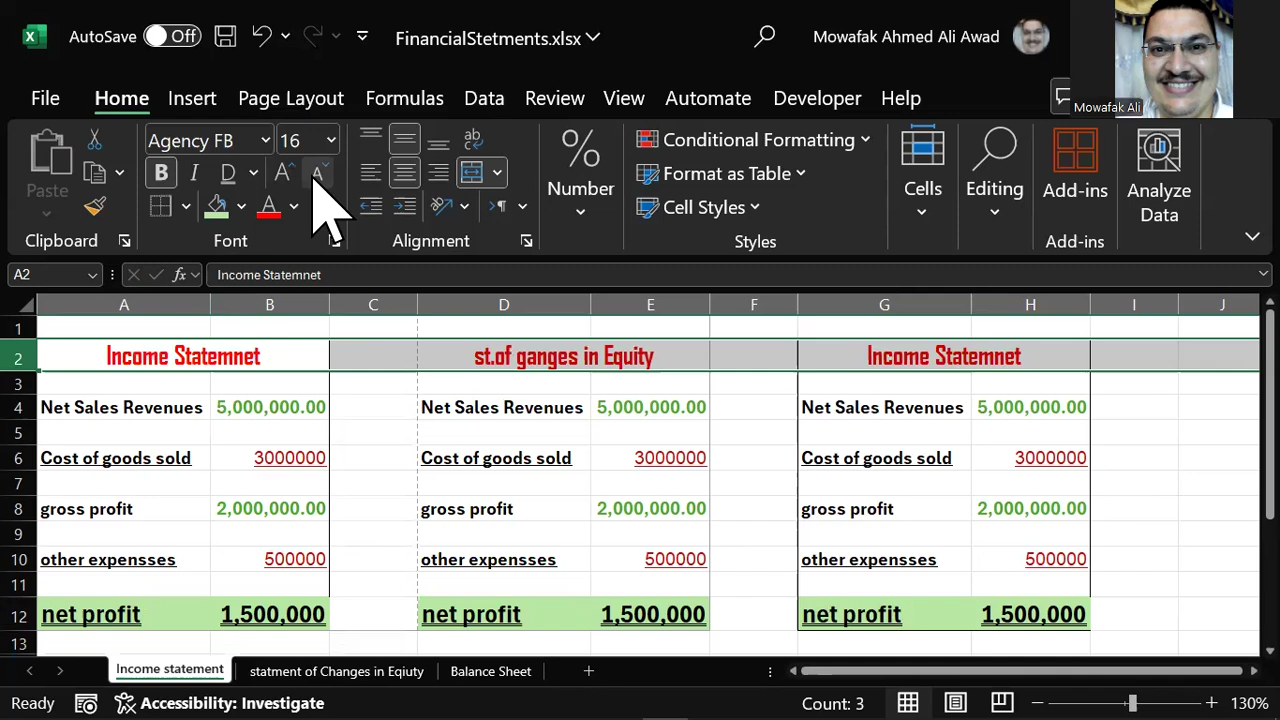 AutoSave Off FinancialStetments.xlsx Mowafak Ahmed Ali Awad
Mowafak Ali
File Home Insert Page Layout Formulas Data Review View Automate Developer Help
Paste Agency FB 16 Number Conditional Formatting Format as Table Cell Styles Cells Editing Add-ins Analyze Data
Clipboard Font Alignment Styles Add-ins
A2 fx Income Statemnet
A B C D E F G H I J
1
2 Income Statemnet st.of ganges in Equity Income Statemnet
3
4 Net Sales Revenues 5,000,000.00 Net Sales Revenues 5,000,000.00 Net Sales Revenues 5,000,000.00
5
6 Cost of goods sold 3000000 Cost of goods sold 3000000 Cost of goods sold 3000000
7
8 gross profit 2,000,000.00 gross profit 2,000,000.00 gross profit 2,000,000.00
9
10 other expensses 500000 other expensses 500000 other expensses 500000
11
12 net profit 1,500,000 net profit 1,500,000 net profit 1,500,000
13
Income statement statment of Changes in Eqiuty Balance Sheet
Ready Accessibility: Investigate Count: 3 130%